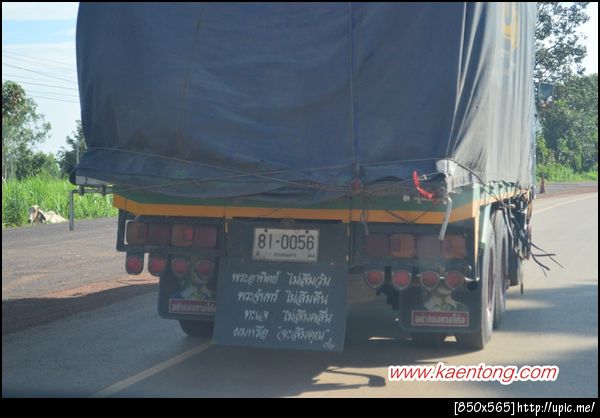 81-0056
พระอาทิตย์ ไม่ลืมวัน
พระจันทร์ ไม่ลืมคืน
ทะเล ไม่ลืมคลื่น
ผมหรือ "จะลืมคุณ"
www.kaentong.com
[850x565]http://upic.me/